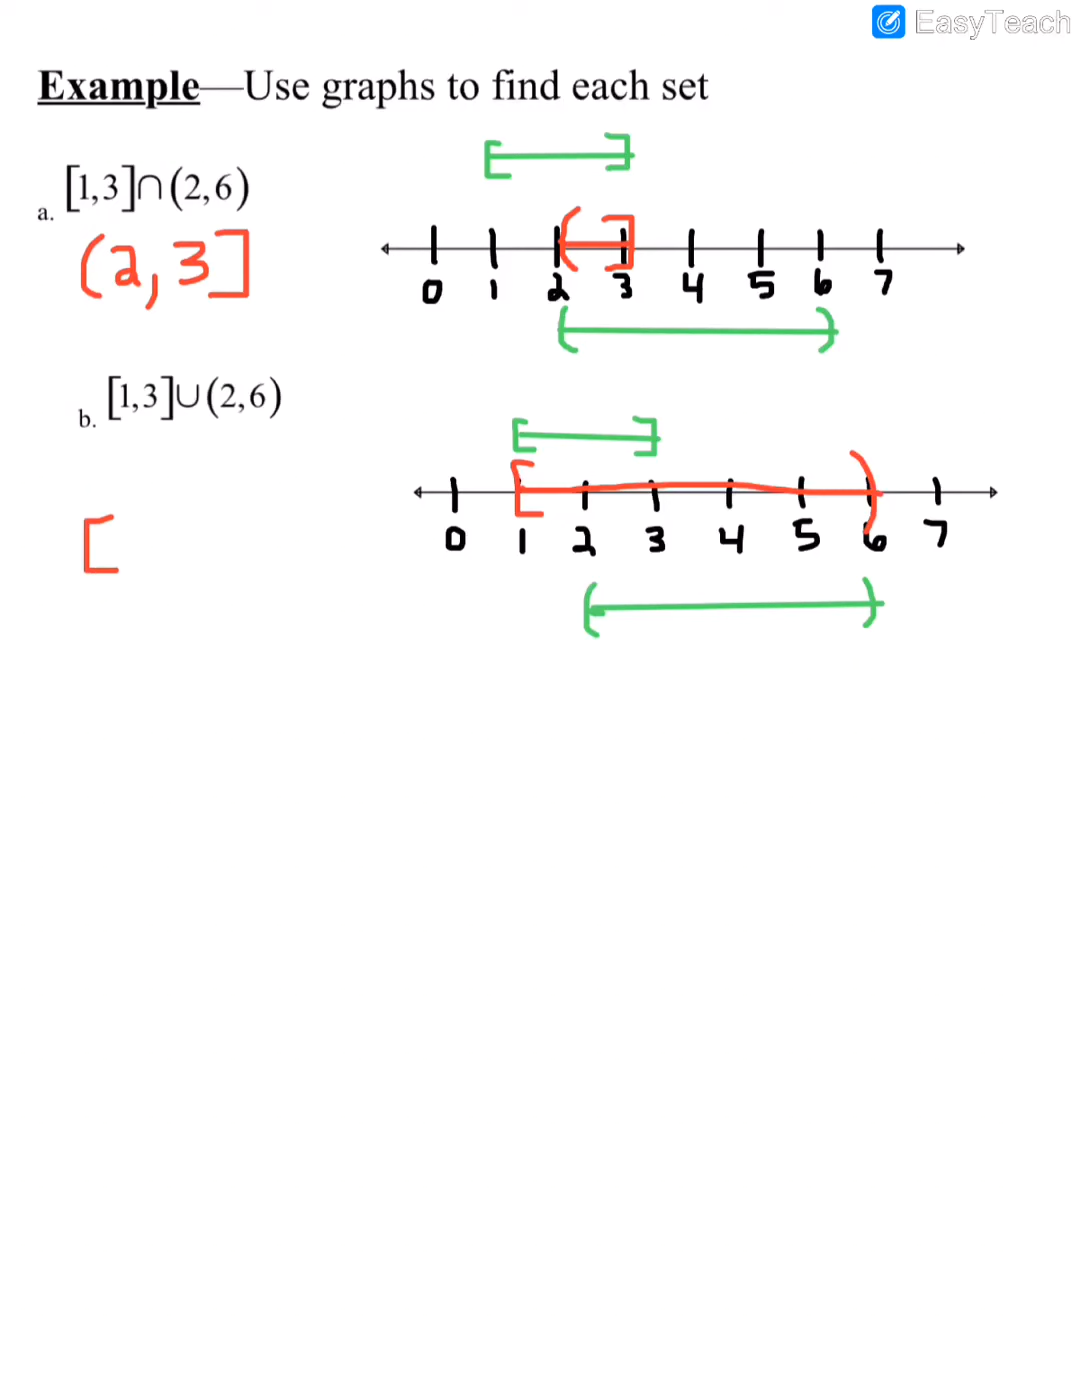 EasyTeach
Example—Use graphs to find each set
a. [1,3]∩(2,6)
(2,3]
0 1 2 3 4 5 6 7
b. [1,3]∪(2,6)
[
0 1 2 3 4 5 6 7